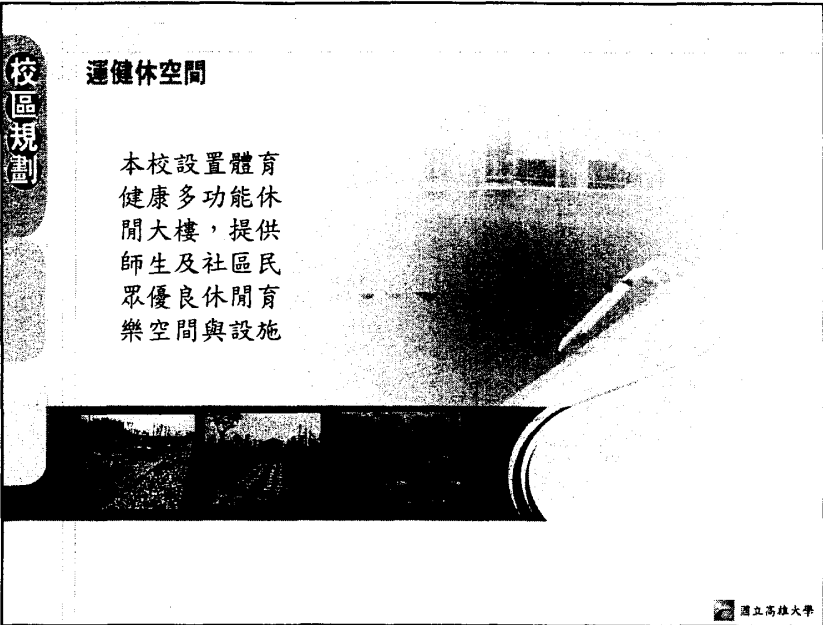 校區規劃
運健休空間
本校設置體育
健康多功能休
閒大樓，提供
師生及社區民
眾優良休閒育
樂空間與設施
國立高雄大學